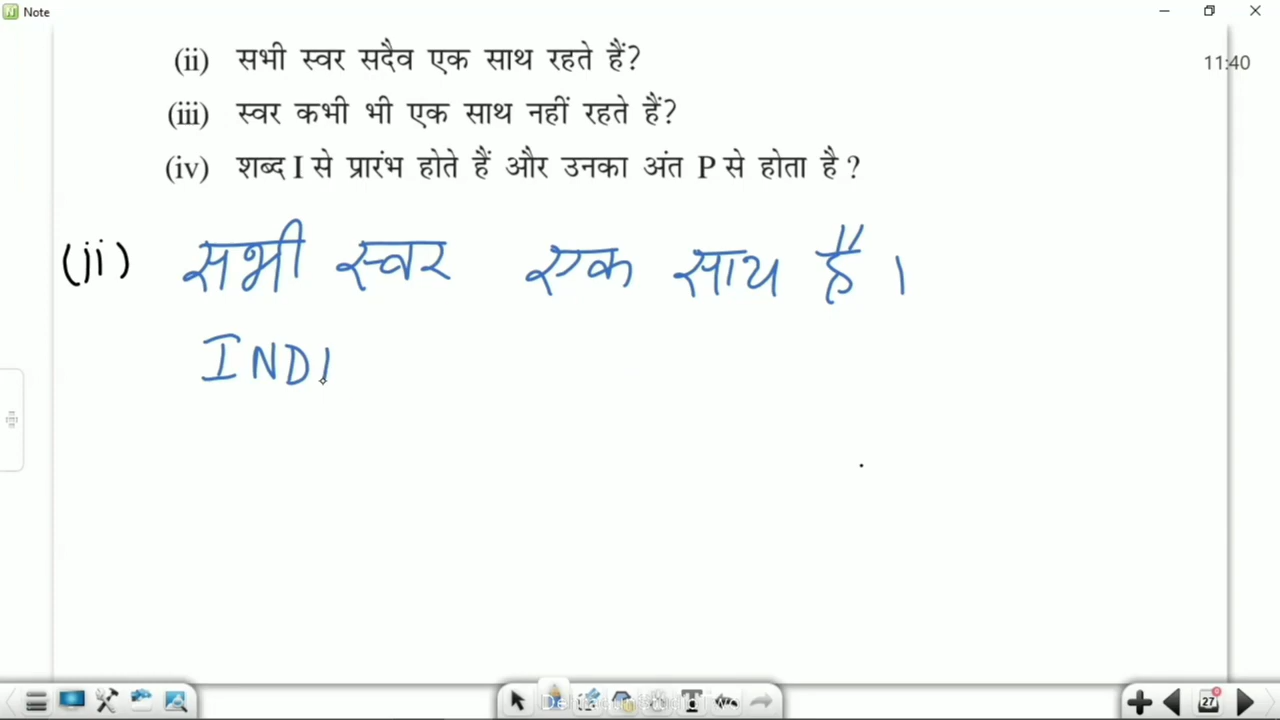 Note
11:40
(ii) सभी स्वर सदैव एक साथ रहते हैं?
(iii) स्वर कभी भी एक साथ नहीं रहते हैं?
(iv) शब्द I से प्रारंभ होते हैं और उनका अंत P से होता है ?
(ii) सभी स्वर एक साथ है ।
INDI
27